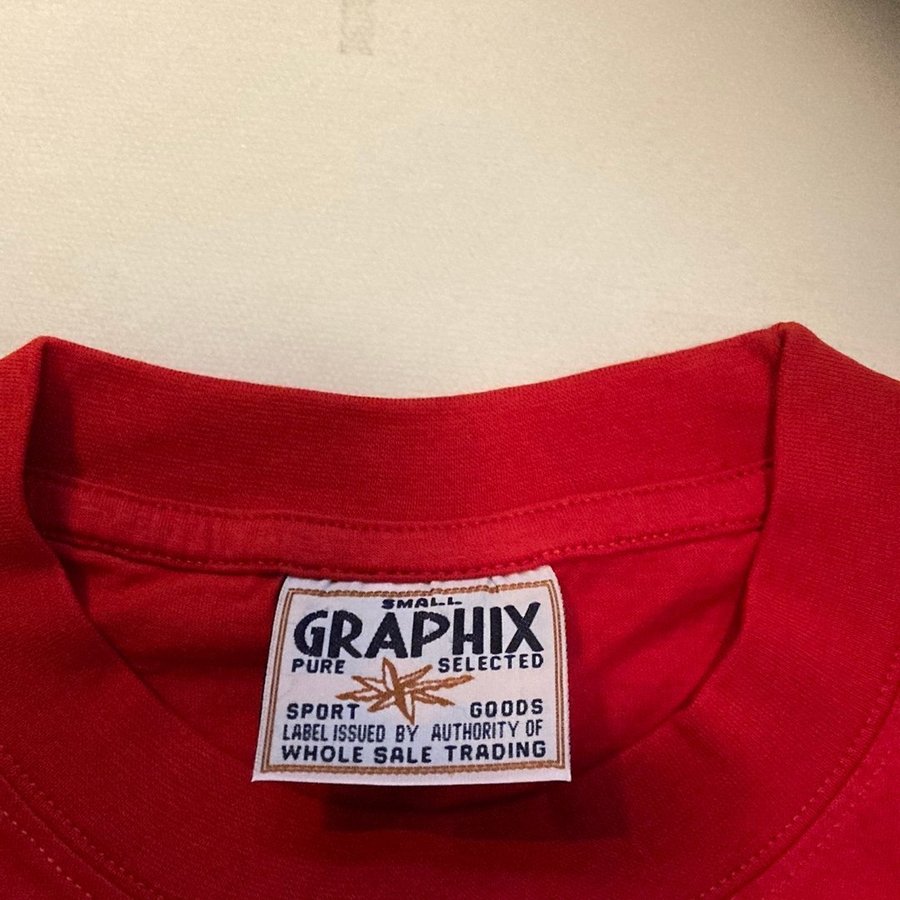 SMALL
GRAPHIX
PURE SELECTED
SPORT GOODS
LABEL ISSUED BY AUTHORITY OF
WHOLE SALE TRADING